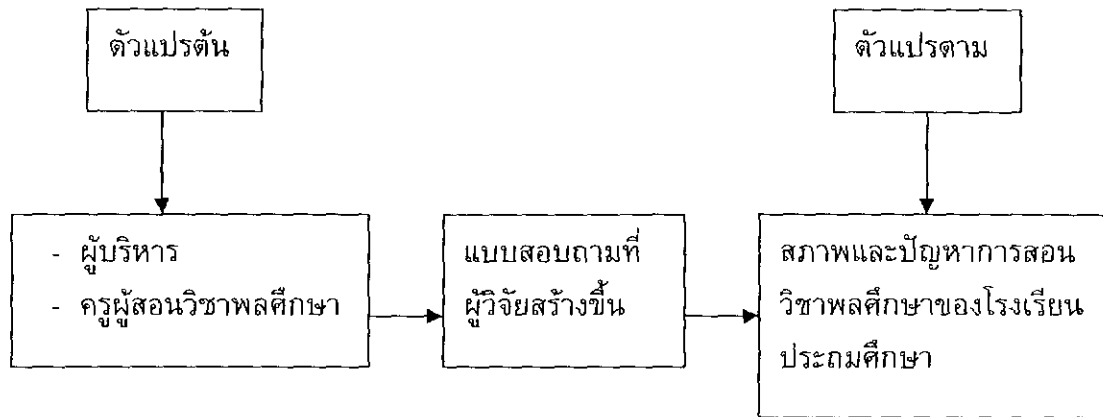 ตัวแปรต้น
ตัวแปรตาม
- ผู้บริหาร
- ครูผู้สอนวิชาพลศึกษา
แบบสอบถามที่
ผู้วิจัยสร้างขึ้น
สภาพและปัญหาการสอน
วิชาพลศึกษาของโรงเรียน
ประถมศึกษา